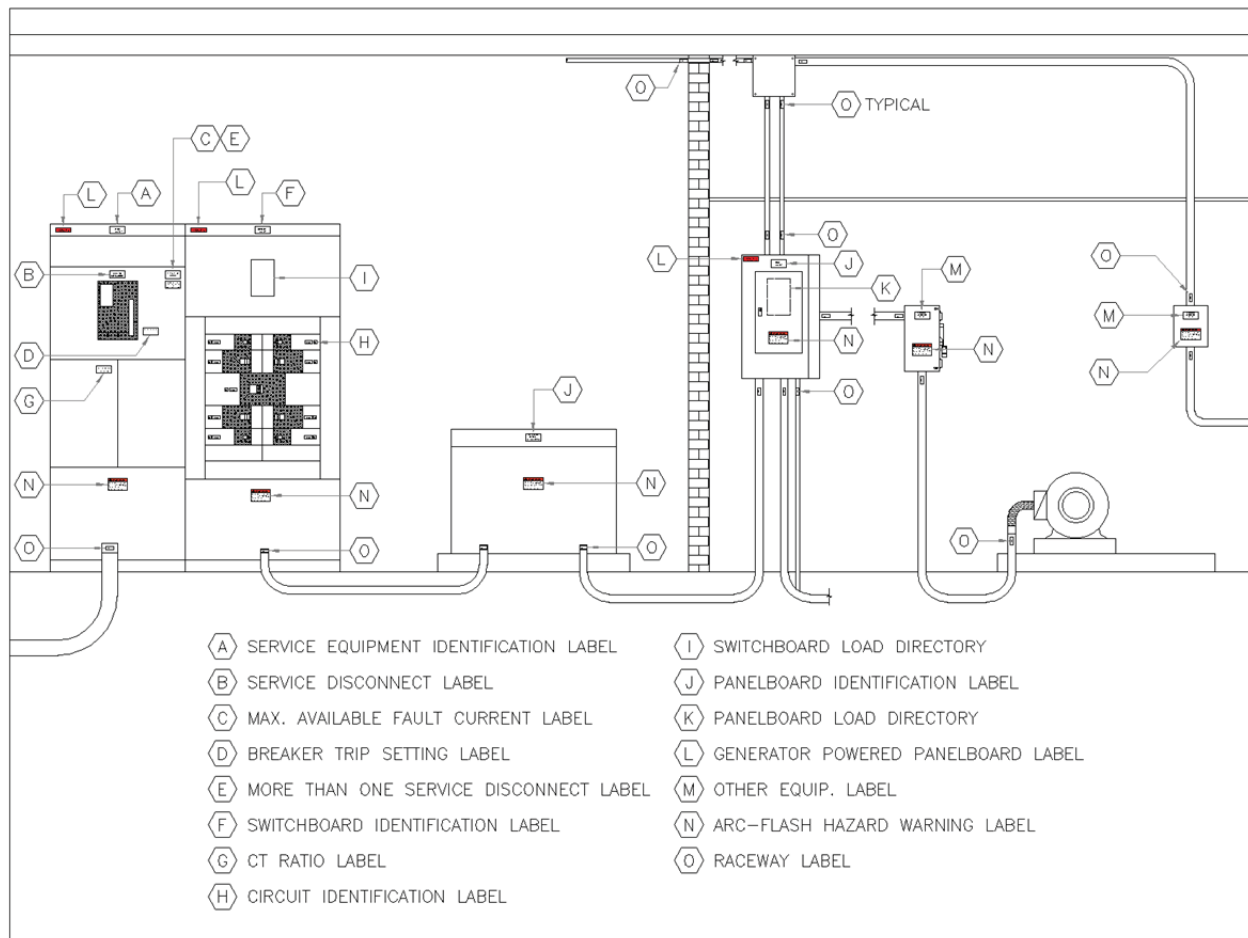 O
O TYPICAL
C E
L A L F
O
L J
O
B I M
K
M
D H N
N N
G O
J
N N N
O O O O
A SERVICE EQUIPMENT IDENTIFICATION LABEL
B SERVICE DISCONNECT LABEL
C MAX. AVAILABLE FAULT CURRENT LABEL
D BREAKER TRIP SETTING LABEL
E MORE THAN ONE SERVICE DISCONNECT LABEL
F SWITCHBOARD IDENTIFICATION LABEL
G CT RATIO LABEL
H CIRCUIT IDENTIFICATION LABEL
I SWITCHBOARD LOAD DIRECTORY
J PANELBOARD IDENTIFICATION LABEL
K PANELBOARD LOAD DIRECTORY
L GENERATOR POWERED PANELBOARD LABEL
M OTHER EQUIP. LABEL
N ARC-FLASH HAZARD WARNING LABEL
O RACEWAY LABEL